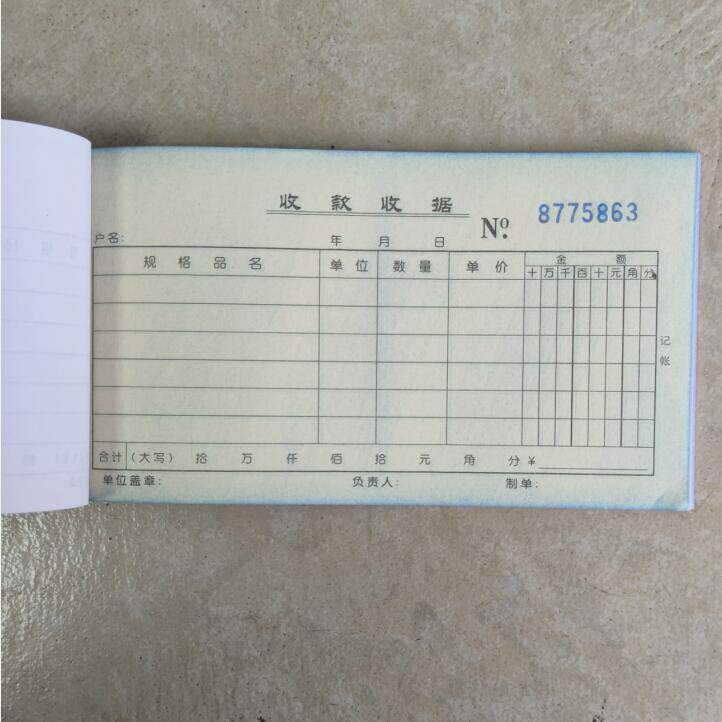 收款收据
№ 8775863
户名: 年 月 日
规格品名 单位 数量 单价 金额
十万千百十元角分
记帐
合计 (大写) 拾 万 仟 佰 拾 元 角 分 ¥
单位盖章: 负责人: 制单: